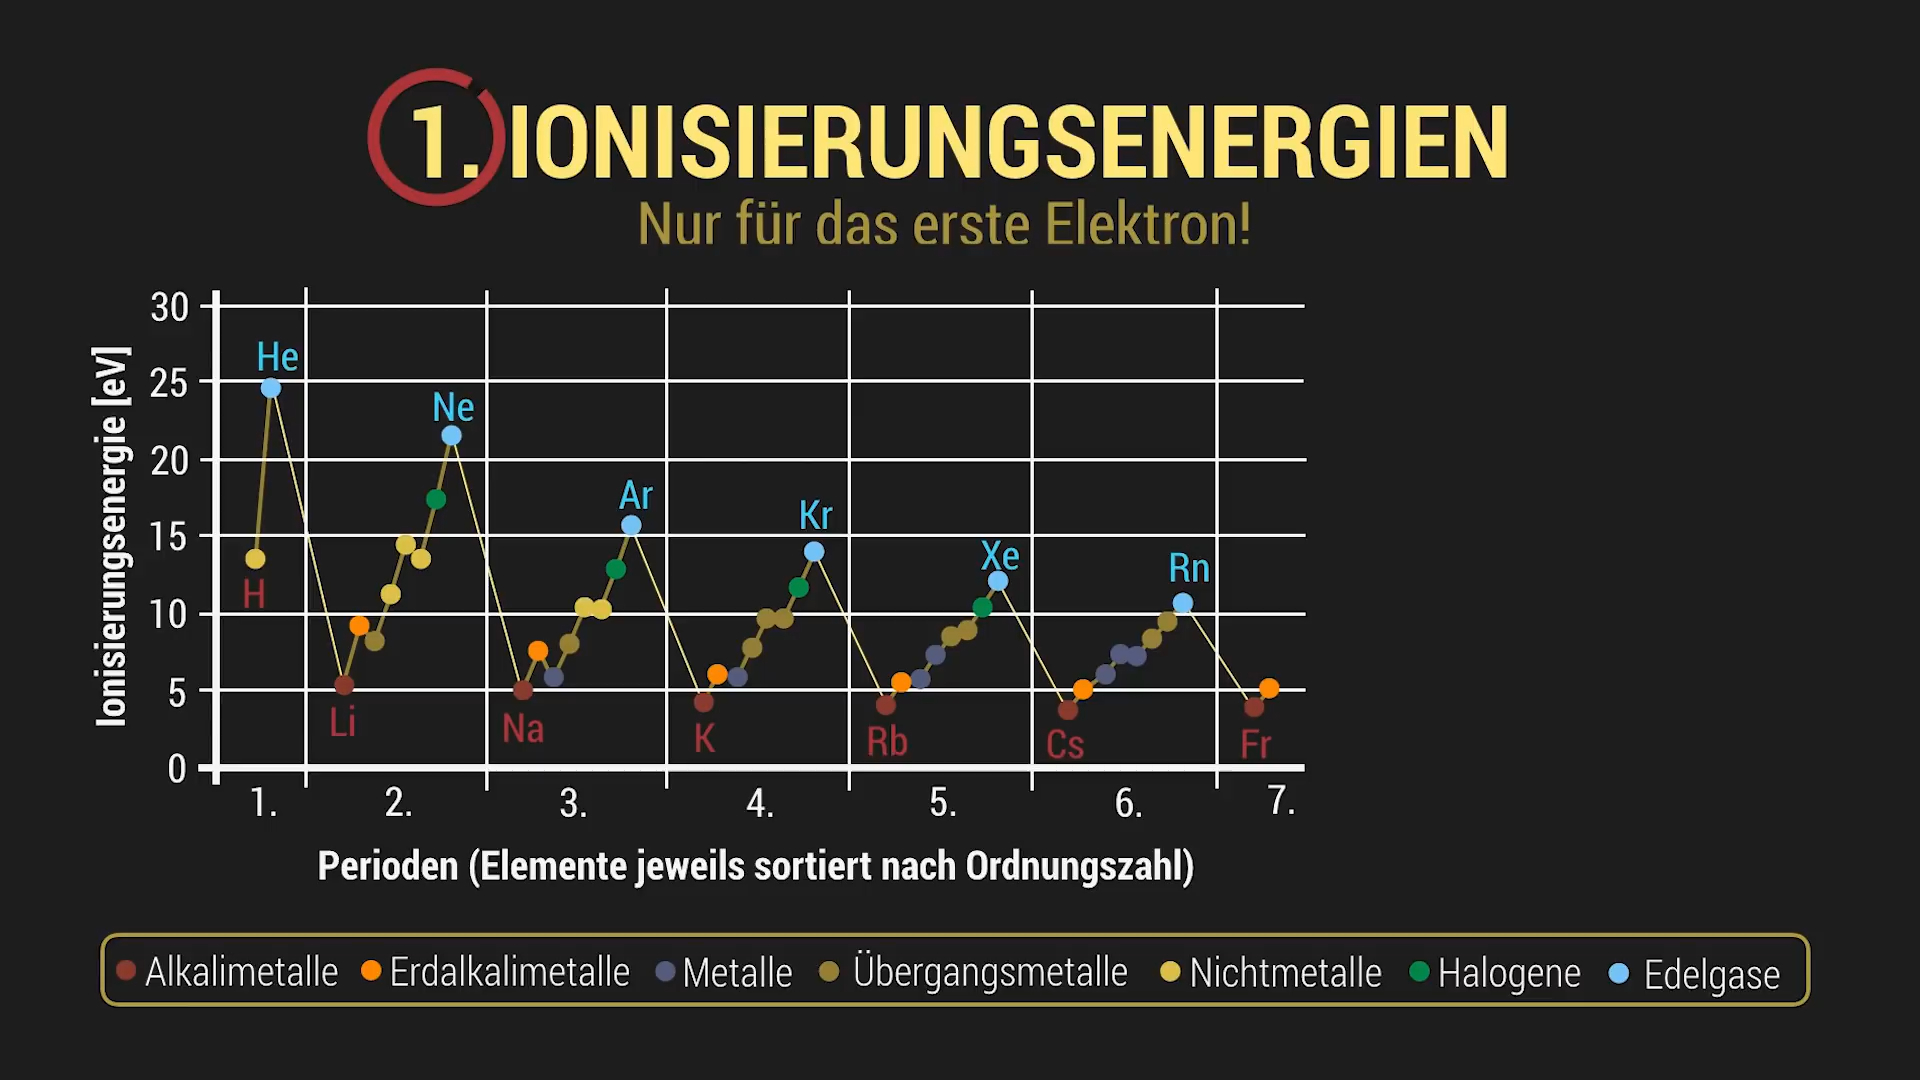 1. IONISIERUNGSENERGIEN
Nur für das erste Elektron!
Ionisierungsenergie [eV]
30
25
20
15
10
5
0
He
H
Li
Ne
Na
Ar
K
Kr
Rb
Xe
Cs
Rn
Fr
1. 2. 3. 4. 5. 6. 7.
Perioden (Elemente jeweils sortiert nach Ordnungszahl)
Alkalimetalle Erdalkalimetalle Metalle Übergangsmetalle Nichtmetalle Halogene Edelgase